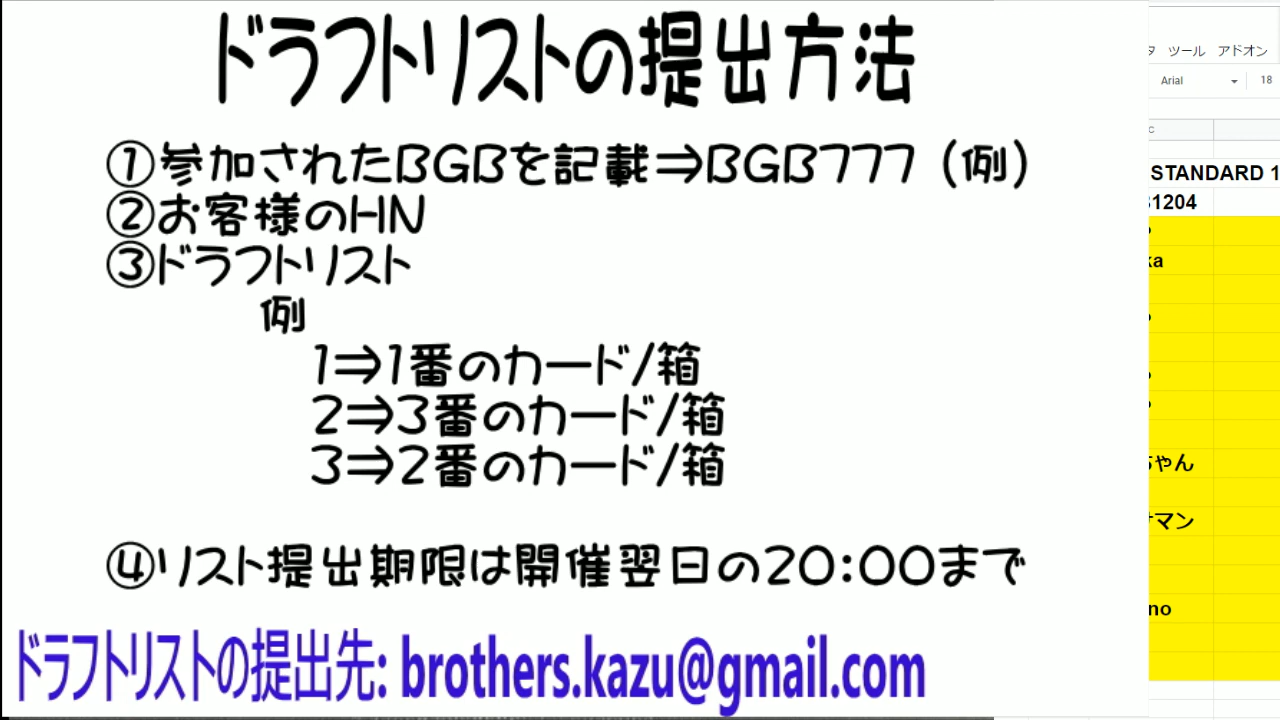 ドラフトリストの提出方法
①参加されたBGBを記載⇒BGB777（例）
②お客様のHN
③ドラフトリスト
例
1⇒1番のカード/箱
2⇒3番のカード/箱
3⇒2番のカード/箱
④リスト提出期限は開催翌日の20:00まで
ドラフトリストの提出先: brothers.kazu@gmail.com
ツール アドオン
Arial 18
C
STANDARD 1
1204
ka
ちゃん
マン
no